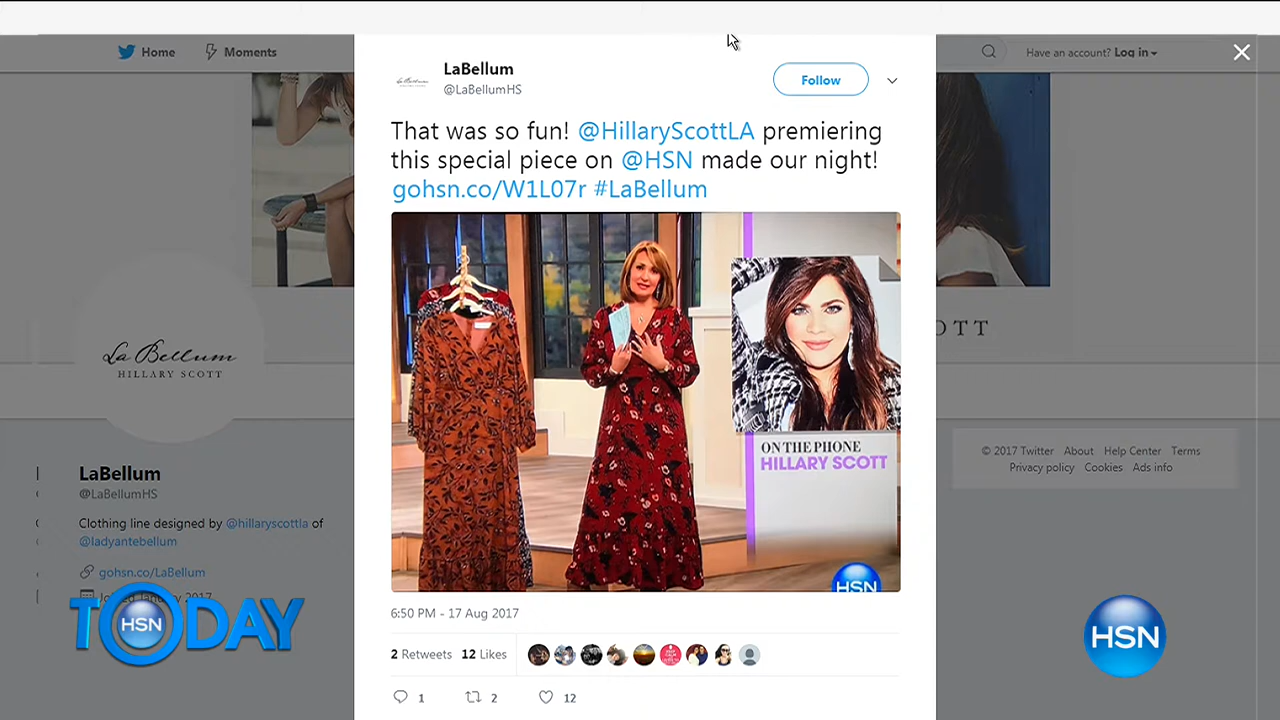 Home
Moments
Have an account? Log in
LaBellum
@LaBellumHS
Follow
That was so fun! @HillaryScottLA premiering
this special piece on @HSN made our night!
gohsn.co/W1L07r #LaBellum
ON THE PHONE
HILLARY SCOTT
HSN
6:50 PM - 17 Aug 2017
2 Retweets 12 Likes
1 2 12
La Bellum
HILLARY SCOTT
OTT
LaBellum
@LaBellumHS
Clothing line designed by @hillaryscottla of
@ladyantebellum
gohsn.co/LaBellum
Joined January 2017
TODAY
HSN
© 2017 Twitter About Help Center Terms
Privacy policy Cookies Ads info
HSN